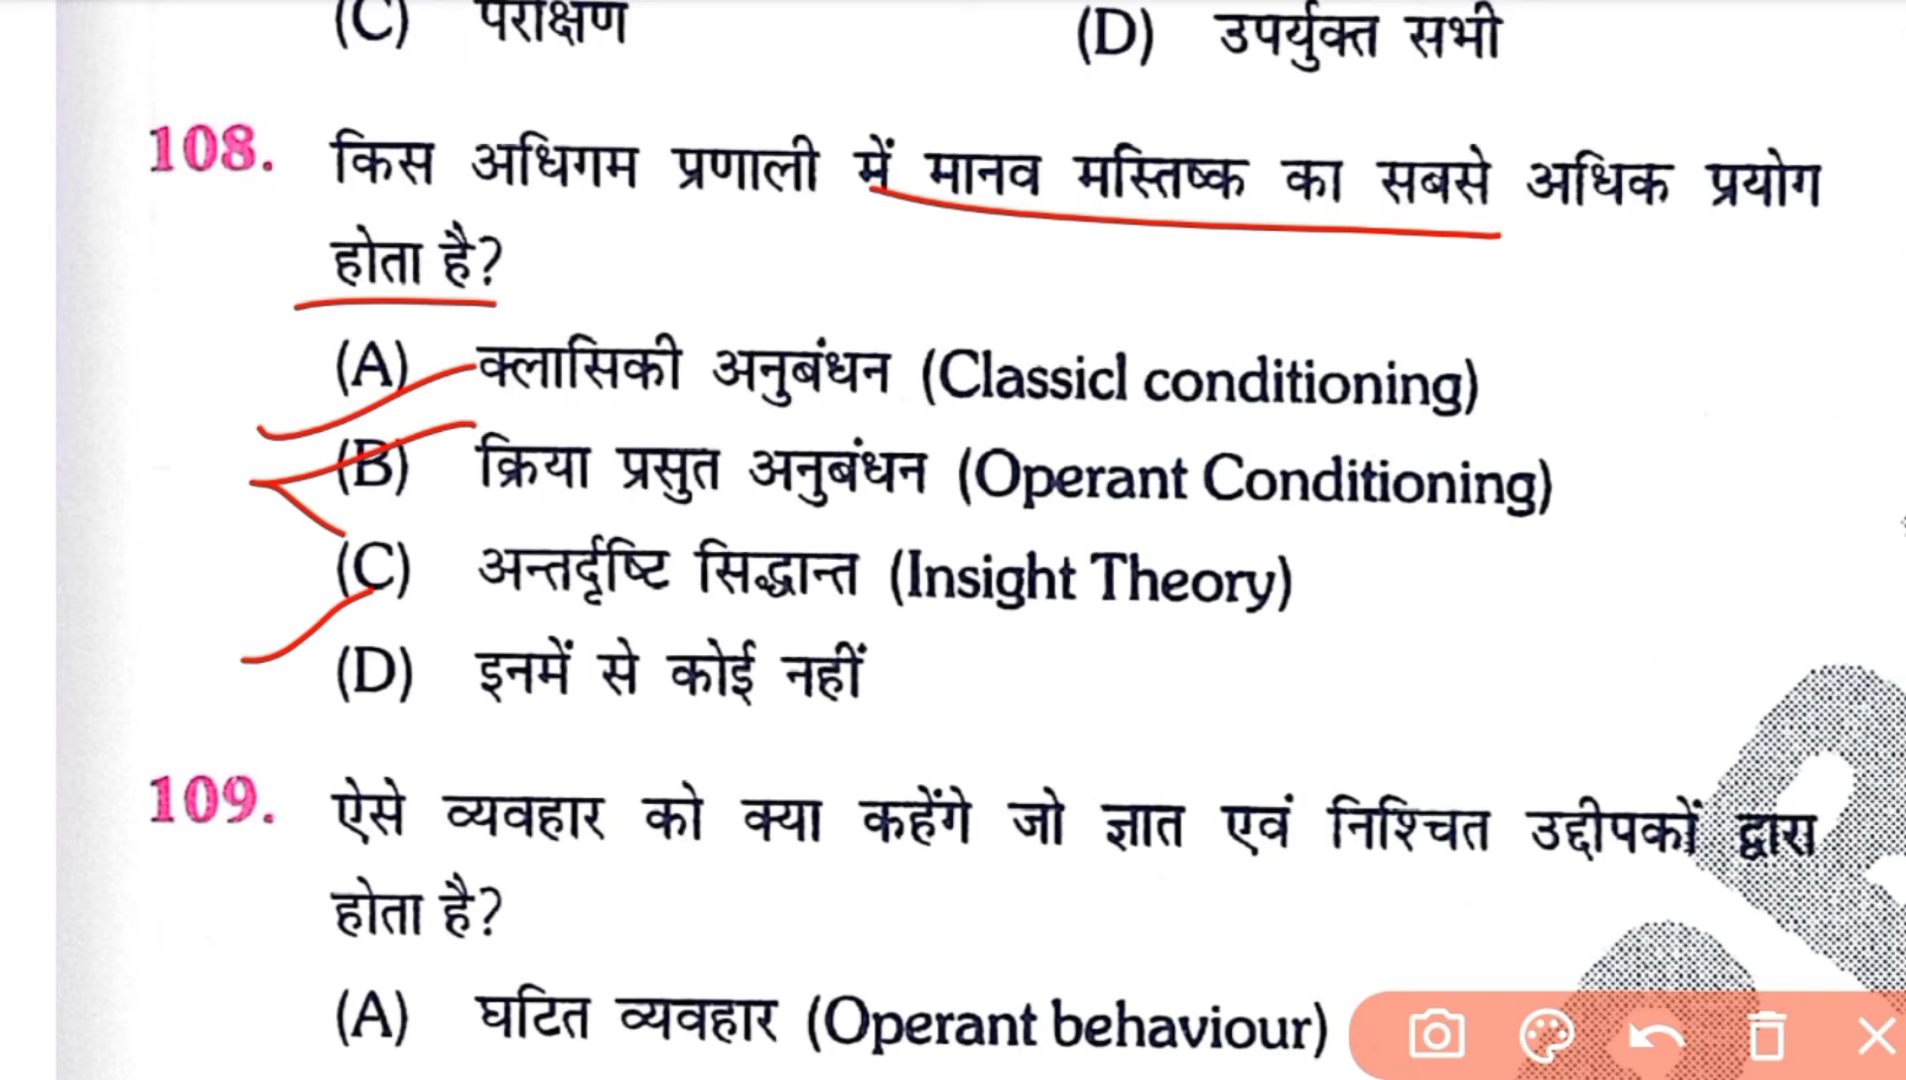 (C) परीक्षण (D) उपर्युक्त सभी
108. किस अधिगम प्रणाली में मानव मस्तिष्क का सबसे अधिक प्रयोग
होता है?
(A) क्लासिकी अनुबंधन (Classicl conditioning)
(B) क्रिया प्रसुत अनुबंधन (Operant Conditioning)
(C) अन्तर्दृष्टि सिद्धान्त (Insight Theory)
(D) इनमें से कोई नहीं
109. ऐसे व्यवहार को क्या कहेंगे जो ज्ञात एवं निश्चित उद्दीपकों द्वारा
होता है?
(A) घटित व्यवहार (Operant behaviour)